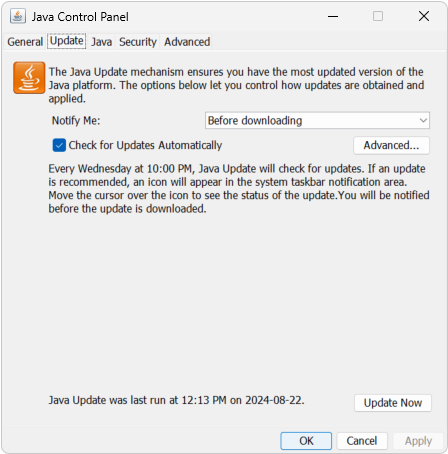 Java Control Panel
General Update Java Security Advanced
The Java Update mechanism ensures you have the most updated version of the
Java platform. The options below let you control how updates are obtained and
applied.
Notify Me: Before downloading
Check for Updates Automatically Advanced...
Every Wednesday at 10:00 PM, Java Update will check for updates. If an update
is recommended, an icon will appear in the system taskbar notification area.
Move the cursor over the icon to see the status of the update.You will be notified
before the update is downloaded.
Java Update was last run at 12:13 PM on 2024-08-22. Update Now
OK Cancel Apply